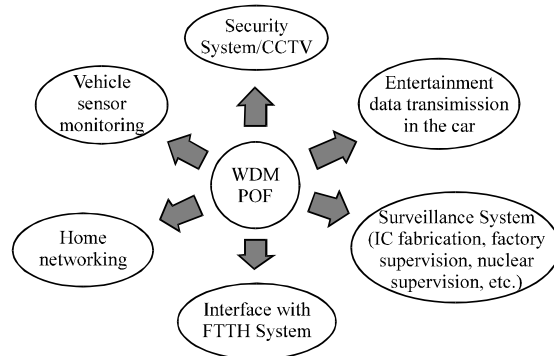 Security
System/CCTV
Vehicle
sensor
monitoring
Entertainment
data transimission
in the car
WDM
POF
Home
networking
Surveillance System
(IC fabrication, factory
supervision, nuclear
supervision, etc.)
Interface with
FTTH System